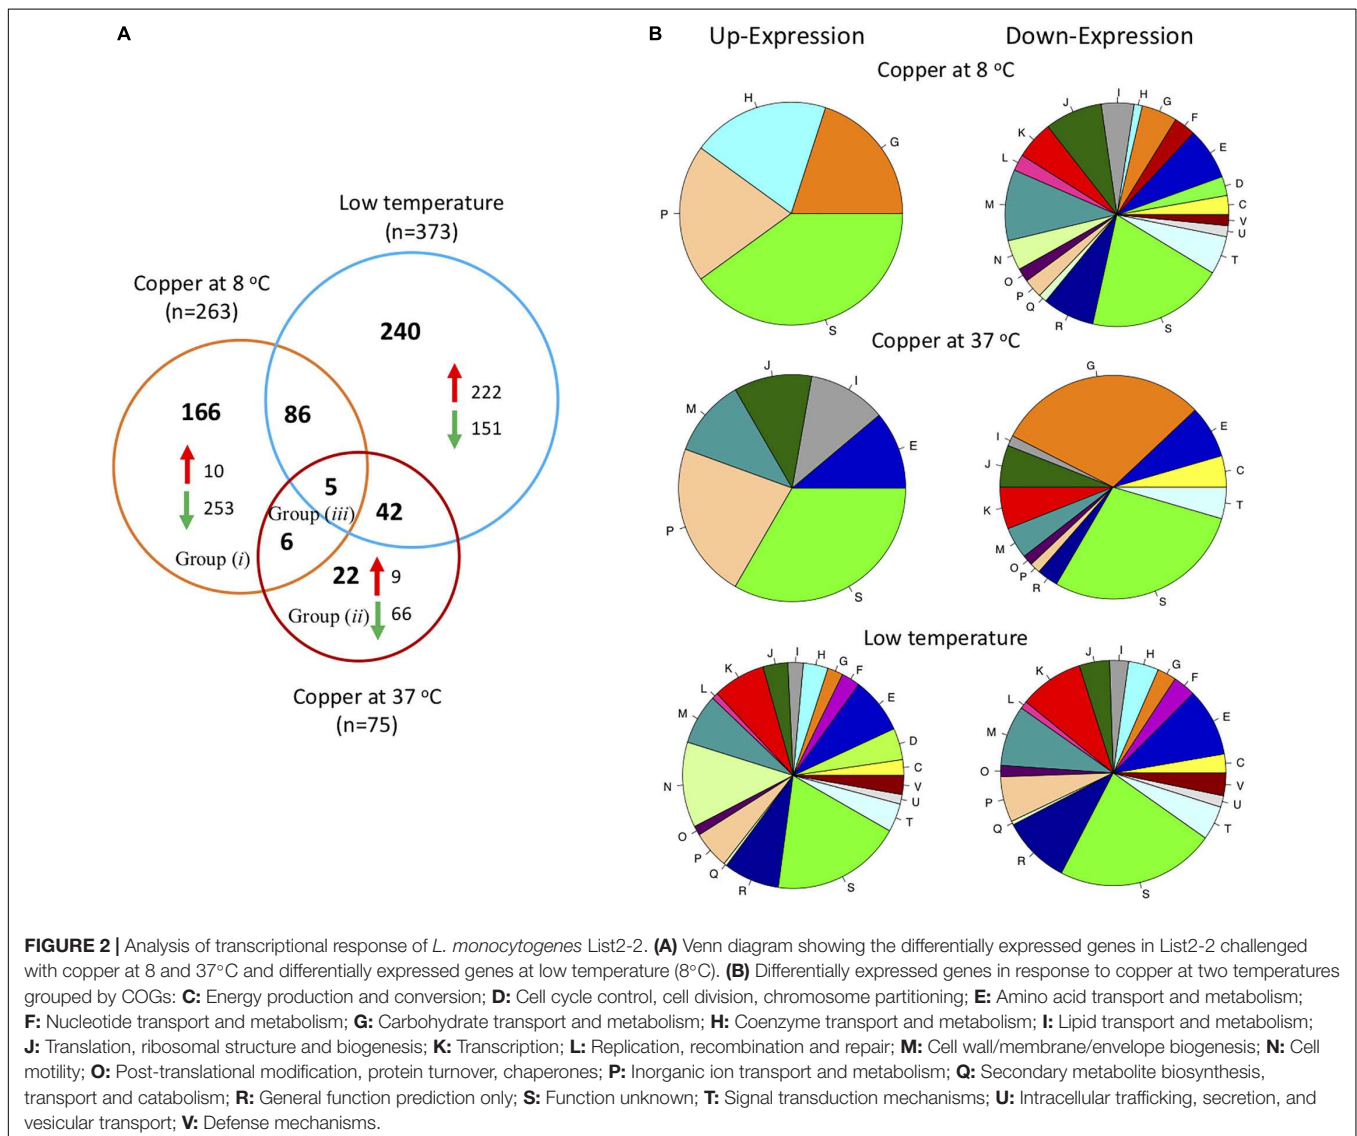 A
Low temperature
(n=373)
Copper at 8 ºC
(n=263)
240
166
86
222
151
10
253
5
42
Group (iii)
6
Group (i)
22
9
Group (ii)
66
Copper at 37 ºC
(n=75)
B
Up-Expression
Down-Expression
Copper at 8 ºC
H
G
P
S
I
H
G
F
E
D
C
V
U
T
S
R
Q
P
O
N
M
L
K
J
Copper at 37 ºC
J
I
E
M
P
S
G
E
C
T
S
R
P
O
M
K
J
I
Low temperature
I
H
G
F
E
D
C
V
U
T
S
R
Q
P
O
N
M
L
K
J
I
H
G
F
E
C
V
U
T
S
R
Q
P
O
M
L
K
J
FIGURE 2 | Analysis of transcriptional response of L. monocytogenes List2-2. (A) Venn diagram showing the differentially expressed genes in List2-2 challenged
with copper at 8 and 37°C and differentially expressed genes at low temperature (8°C). (B) Differentially expressed genes in response to copper at two temperatures
grouped by COGs: C: Energy production and conversion; D: Cell cycle control, cell division, chromosome partitioning; E: Amino acid transport and metabolism;
F: Nucleotide transport and metabolism; G: Carbohydrate transport and metabolism; H: Coenzyme transport and metabolism; I: Lipid transport and metabolism;
J: Translation, ribosomal structure and biogenesis; K: Transcription; L: Replication, recombination and repair; M: Cell wall/membrane/envelope biogenesis; N: Cell
motility; O: Post-translational modification, protein turnover, chaperones; P: Inorganic ion transport and metabolism; Q: Secondary metabolite biosynthesis,
transport and catabolism; R: General function prediction only; S: Function unknown; T: Signal transduction mechanisms; U: Intracellular trafficking, secretion, and
vesicular transport; V: Defense mechanisms.